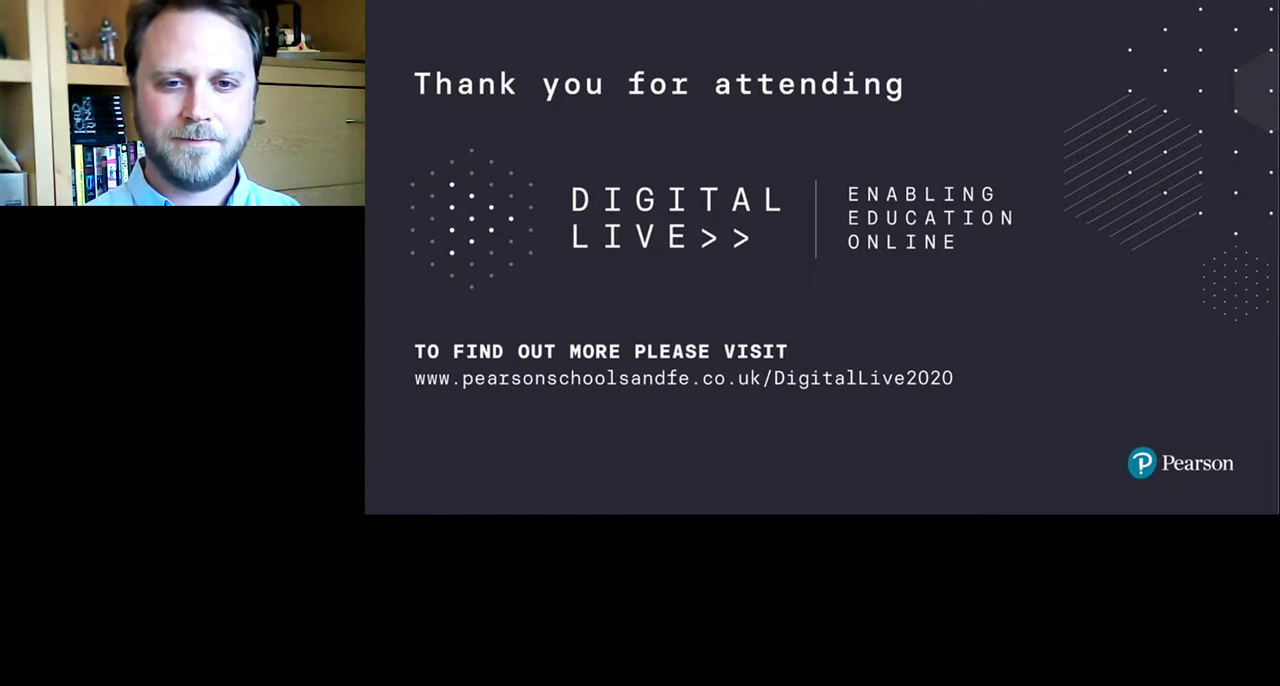 Thank you for attending
DIGITAL
LIVE>>
ENABLING
EDUCATION
ONLINE
TO FIND OUT MORE PLEASE VISIT
www.pearsonschoolsandfe.co.uk/DigitalLive2020
Pearson